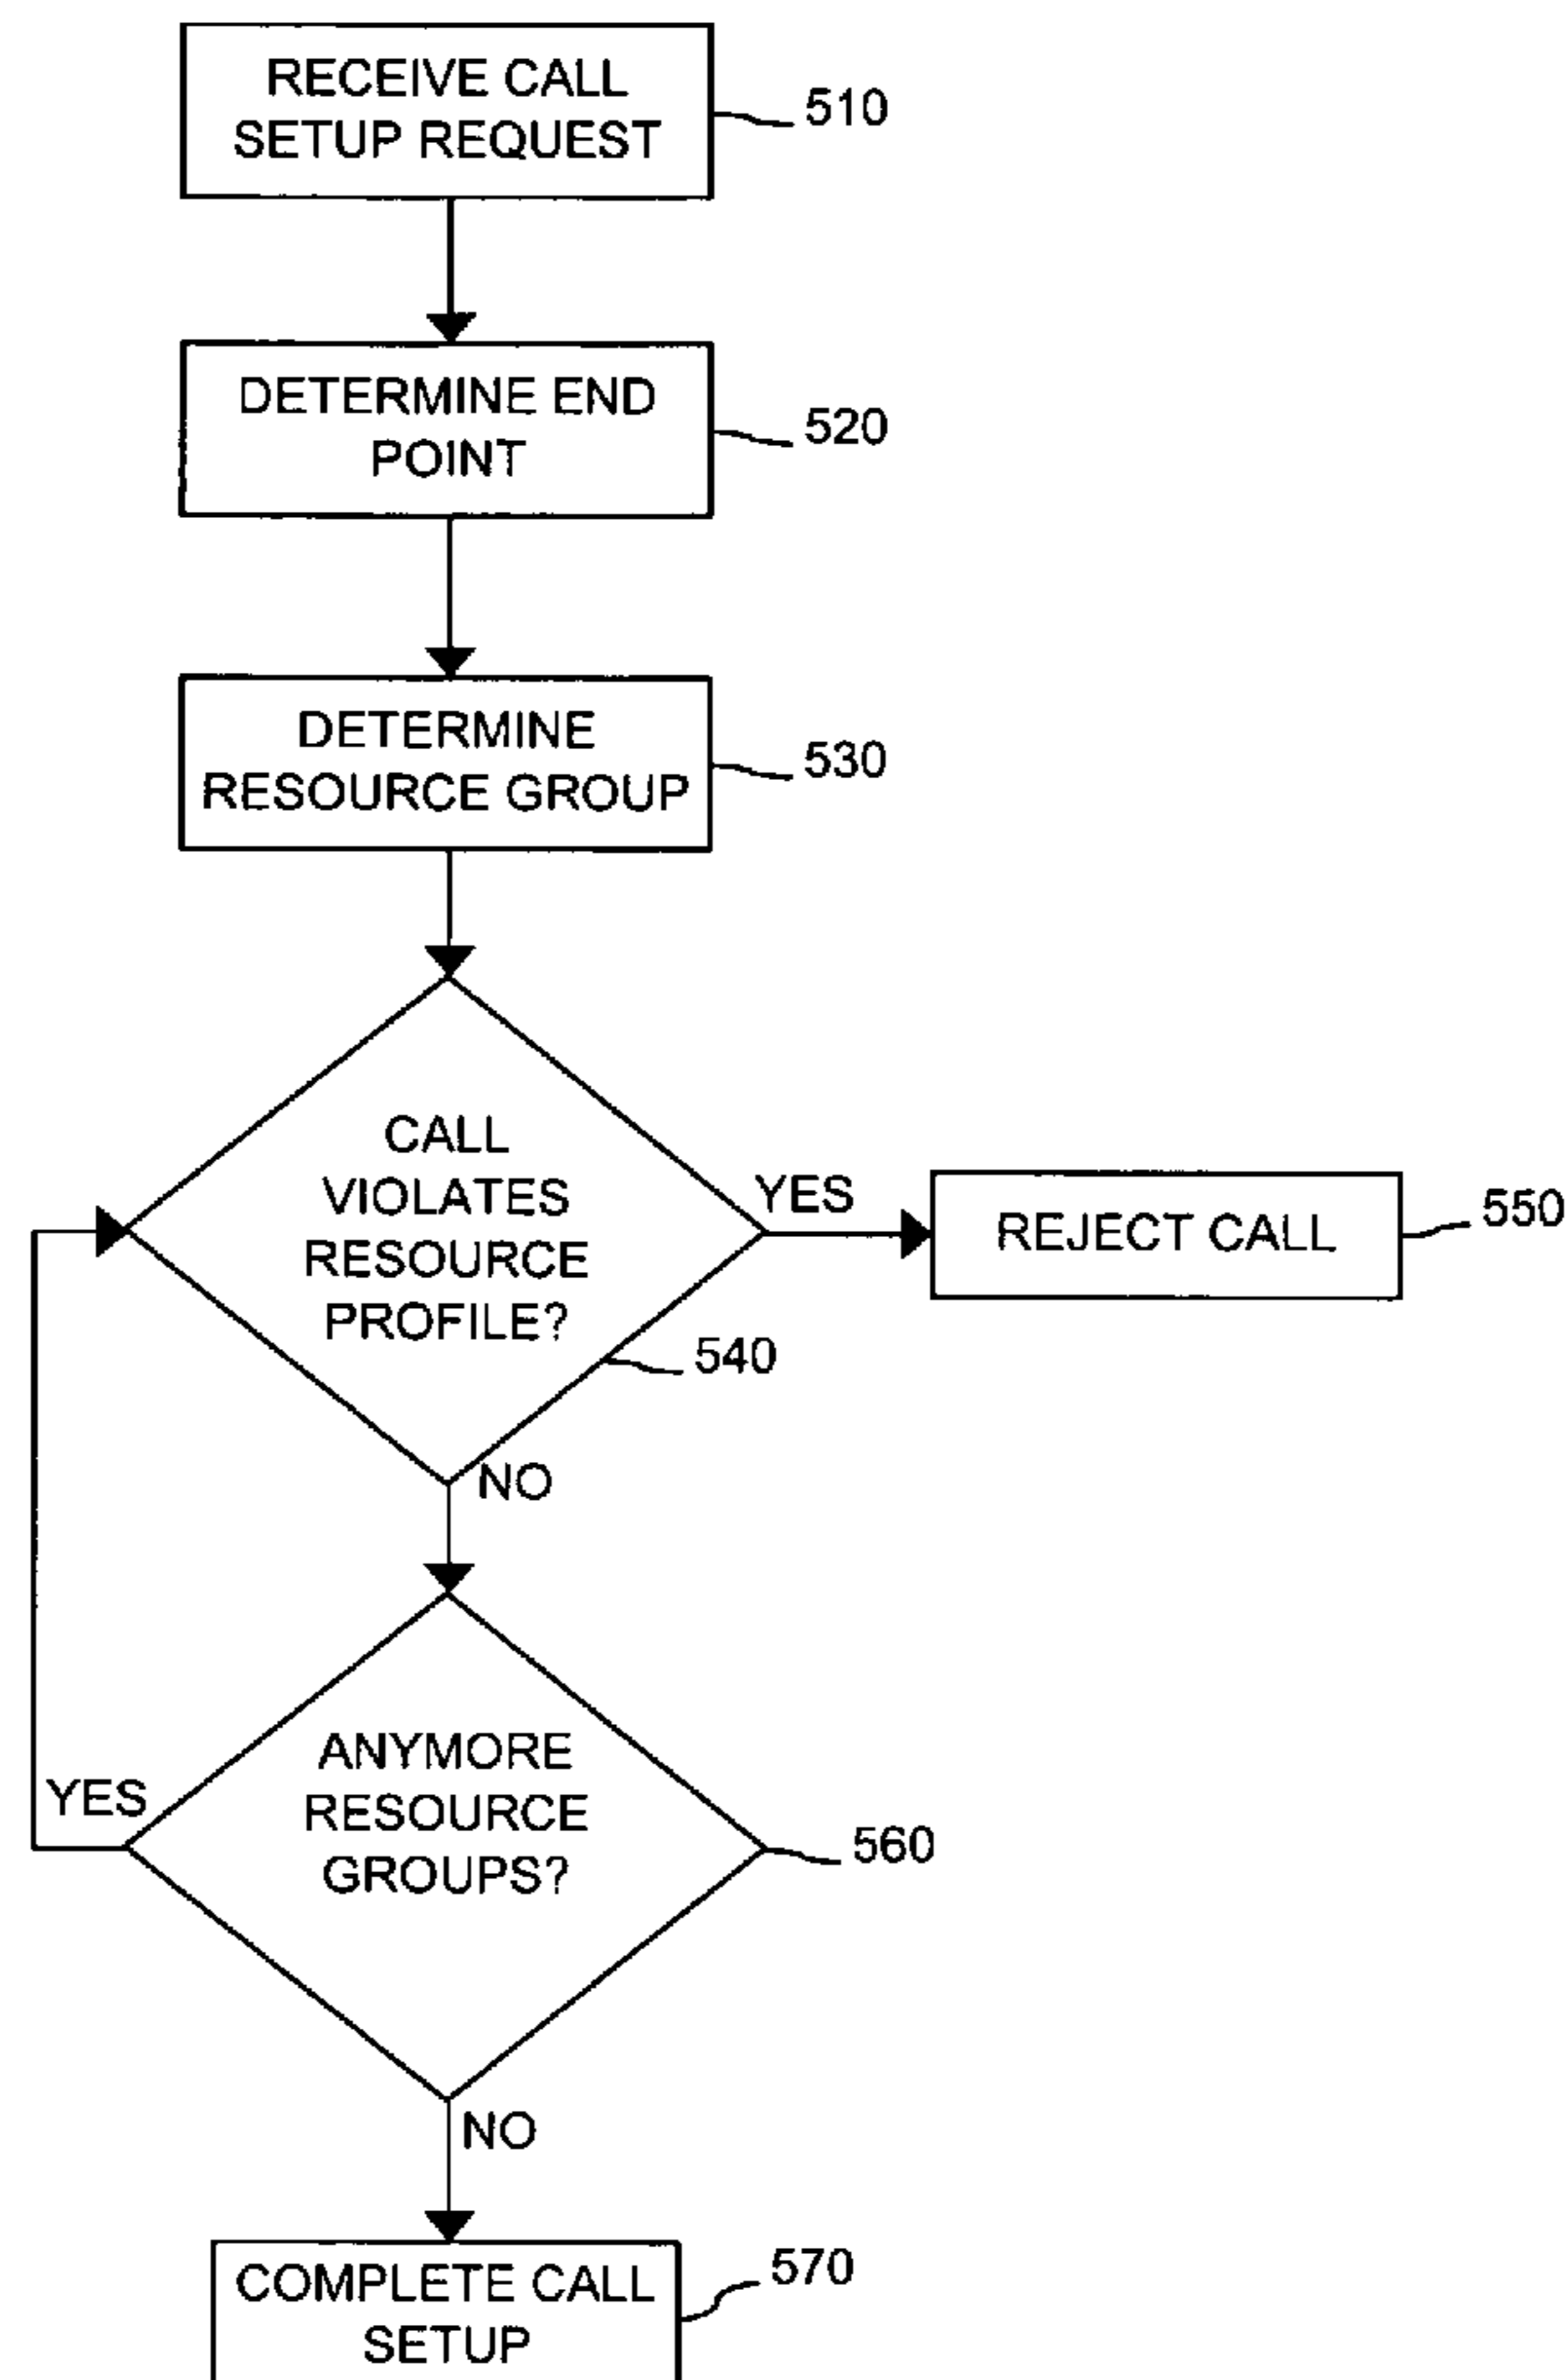 RECEIVE CALL
SETUP REQUEST
510
DETERMINE END
POINT
520
DETERMINE
RESOURCE GROUP
530
CALL
VIOLATES
RESOURCE
PROFILE?
540
YES
REJECT CALL
550
NO
ANYMORE
RESOURCE
GROUPS?
560
YES
NO
COMPLETE CALL
SETUP
570